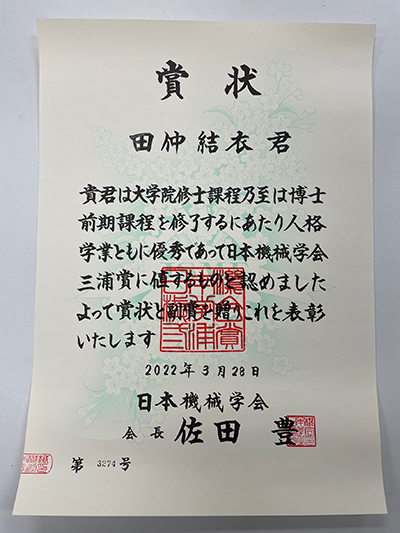 賞状
田仲結衣君
貴君は大学院修士課程乃至は博士
前期課程を修了するにあたり人格
学業ともに優秀であって日本機械学会
三浦賞に値するものと認めました
よって賞状と副賞を贈りこれを表彰
いたします
2022年3月28日
日本機械学会
会長 佐田豊
第 3274 号